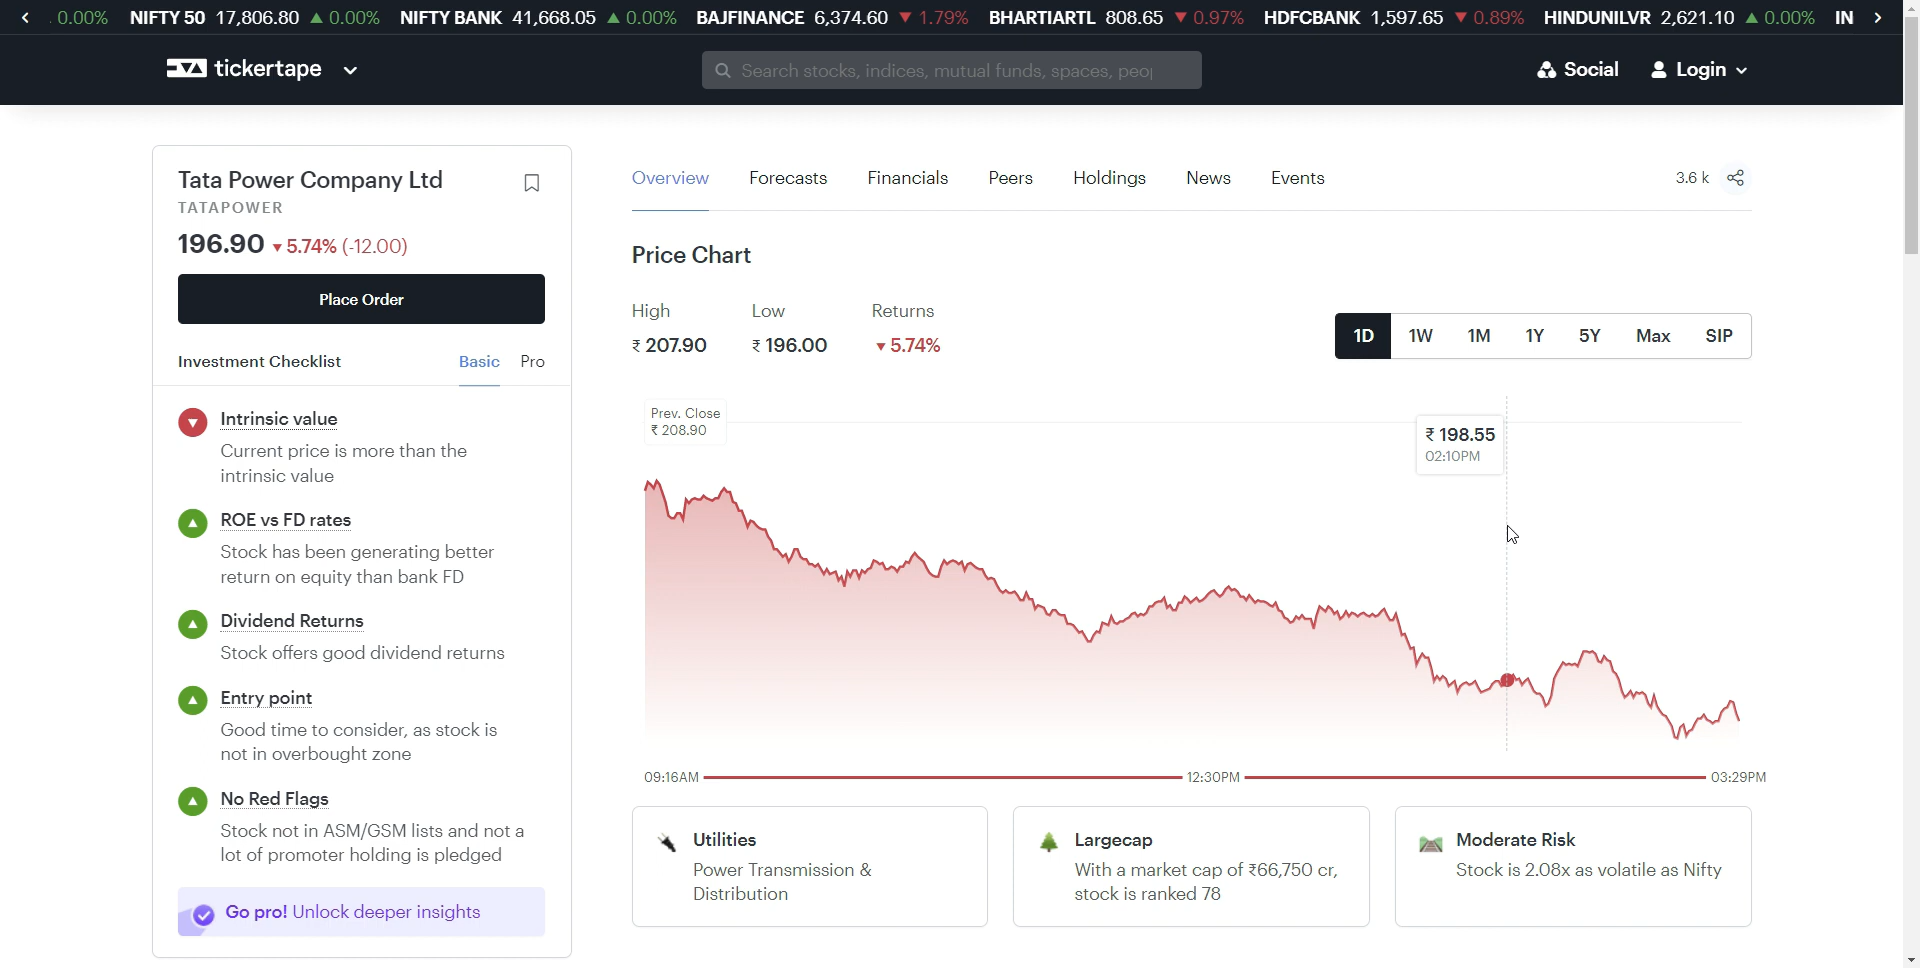 0.00% NIFTY 50 17,806.80 ▲ 0.00% NIFTY BANK 41,668.05 ▲ 0.00% BAJFINANCE 6,374.60 ▼ 1.79% BHARTIARTL 808.65 ▼ 0.97% HDFCBANK 1,597.65 ▼ 0.89% HINDUNILVR 2,621.10 ▲ 0.00% IN
tickertape
Search stocks, indices, mutual funds, spaces, peo
Social
Login
Tata Power Company Ltd
TATAPOWER
196.90 ▼ 5.74% (-12.00)
Place Order
Investment Checklist Basic Pro
Intrinsic value
Current price is more than the
intrinsic value
ROE vs FD rates
Stock has been generating better
return on equity than bank FD
Dividend Returns
Stock offers good dividend returns
Entry point
Good time to consider, as stock is
not in overbought zone
No Red Flags
Stock not in ASM/GSM lists and not a
lot of promoter holding is pledged
Go pro! Unlock deeper insights
Overview Forecasts Financials Peers Holdings News Events
3.6 k
Price Chart
High Low Returns
₹ 207.90 ₹ 196.00 ▼ 5.74%
1D 1W 1M 1Y 5Y Max SIP
Prev. Close
₹ 208.90
₹ 198.55
02:10PM
09:16AM 12:30PM 03:29PM
Utilities
Power Transmission &
Distribution
Largecap
With a market cap of ₹66,750 cr,
stock is ranked 78
Moderate Risk
Stock is 2.08x as volatile as Nifty